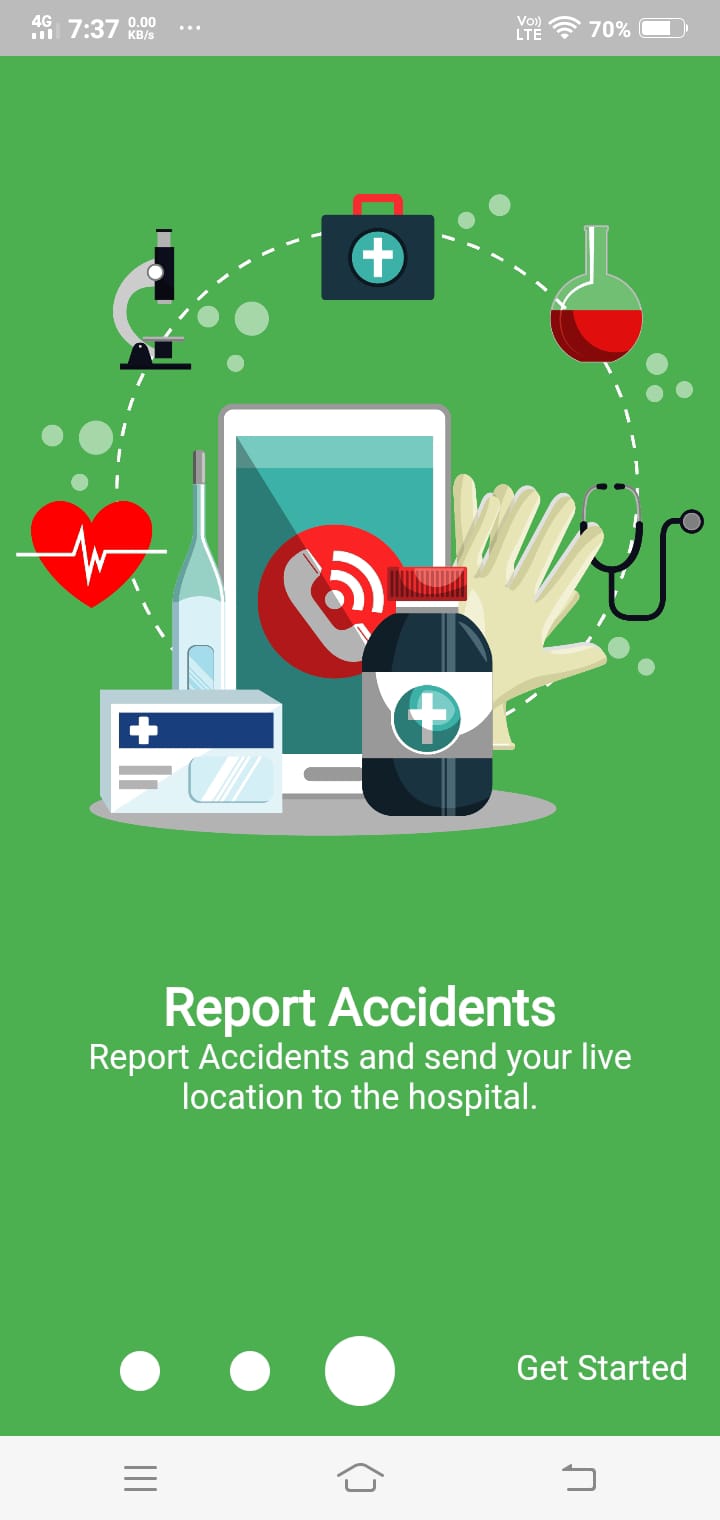 4G 7:37 0.00 KB/s ... Vo)) LTE 70%
Report Accidents
Report Accidents and send your live
location to the hospital.
Get Started